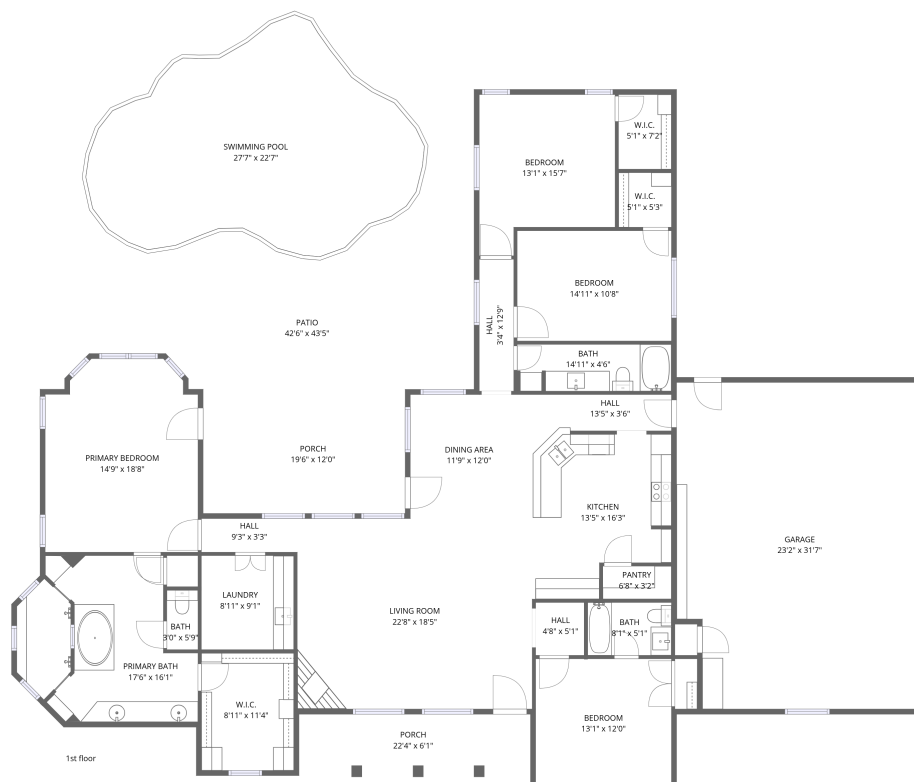 SWIMMING POOL
27'7" x 22'7"
W.I.C.
5'1" x 7'2"
BEDROOM
13'1" x 15'7"
W.I.C.
5'1" x 5'3"
BEDROOM
14'11" x 10'8"
HALL
3'4" x 12'9"
PATIO
42'6" x 43'5"
BATH
14'11" x 4'6"
HALL
13'5" x 3'6"
PRIMARY BEDROOM
14'9" x 18'8"
PORCH
19'6" x 12'0"
DINING AREA
11'9" x 12'0"
KITCHEN
13'5" x 16'3"
HALL
9'3" x 3'3"
GARAGE
23'2" x 31'7"
PANTRY
6'8" x 3'2"
LAUNDRY
8'11" x 9'1"
LIVING ROOM
22'8" x 18'5"
HALL
4'8" x 5'1"
BATH
8'1" x 5'1"
BATH
3'0" x 5'9"
PRIMARY BATH
17'6" x 16'1"
W.I.C.
8'11" x 11'4"
BEDROOM
13'1" x 12'0"
PORCH
22'4" x 6'1"
1st floor